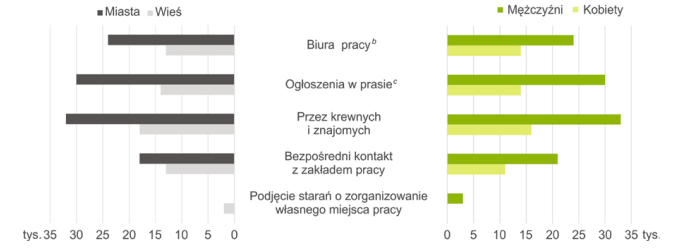 Miasta Wieś
Mężczyźni Kobiety
Biura pracy b
Ogłoszenia w prasie c
Przez krewnych
i znajomych
Bezpośredni kontakt
z zakładem pracy
Podjęcie starań o zorganizowanie
własnego miejsca pracy
tys. 35 30 25 20 15 10 5 0
0 5 10 15 20 25 30 35 tys.